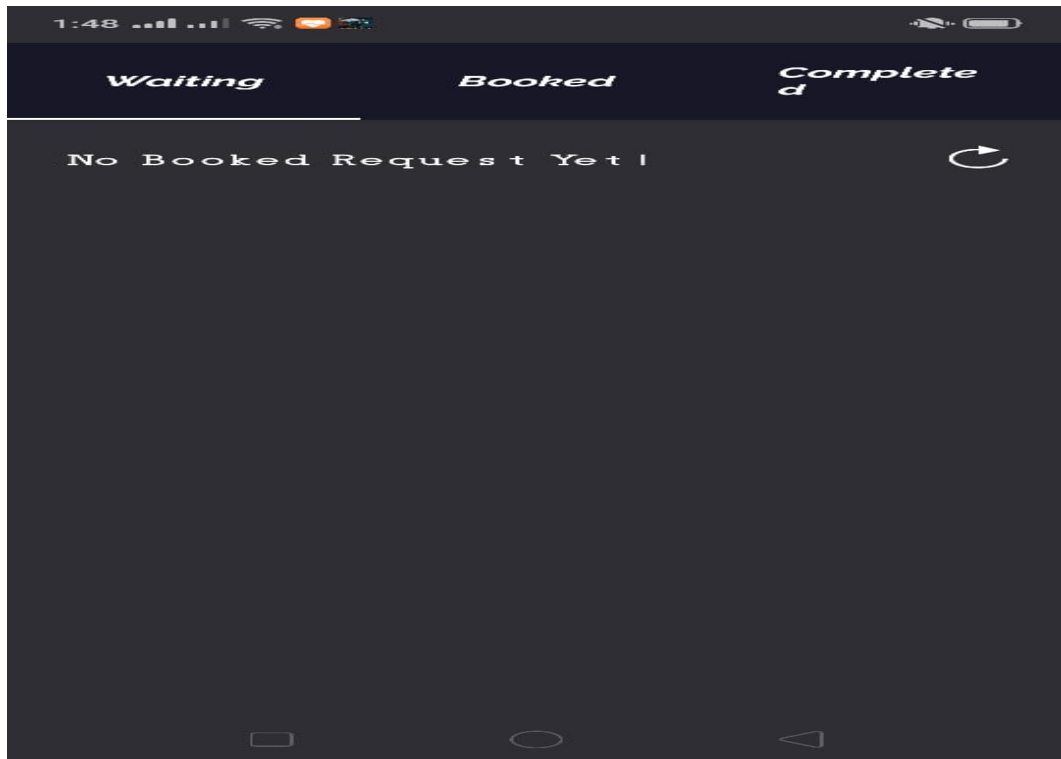 1:48
Waiting
Booked
Complete
d
No Booked Request Yet!